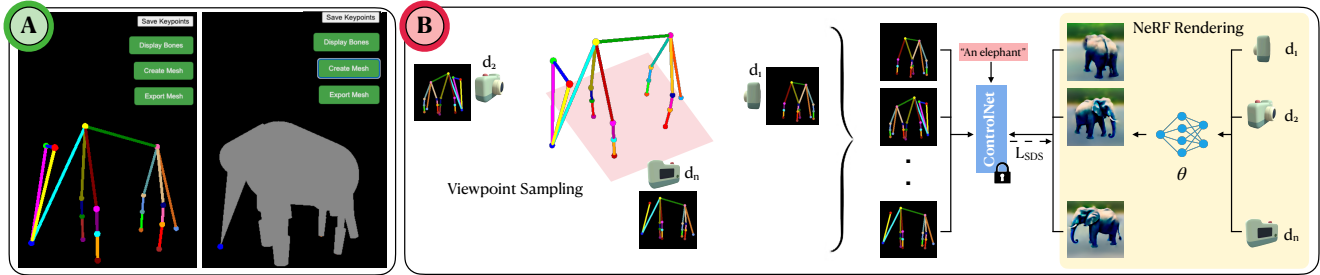 A
Save Keypoints
Display Bones
Create Mesh
Export Mesh
Save Keypoints
Display Bones
Create Mesh
Export Mesh
B
d₂
d₁
dₙ
Viewpoint Sampling
"An elephant"
ControlNet
L_SDS
NeRF Rendering
θ
d₁
d₂
dₙ